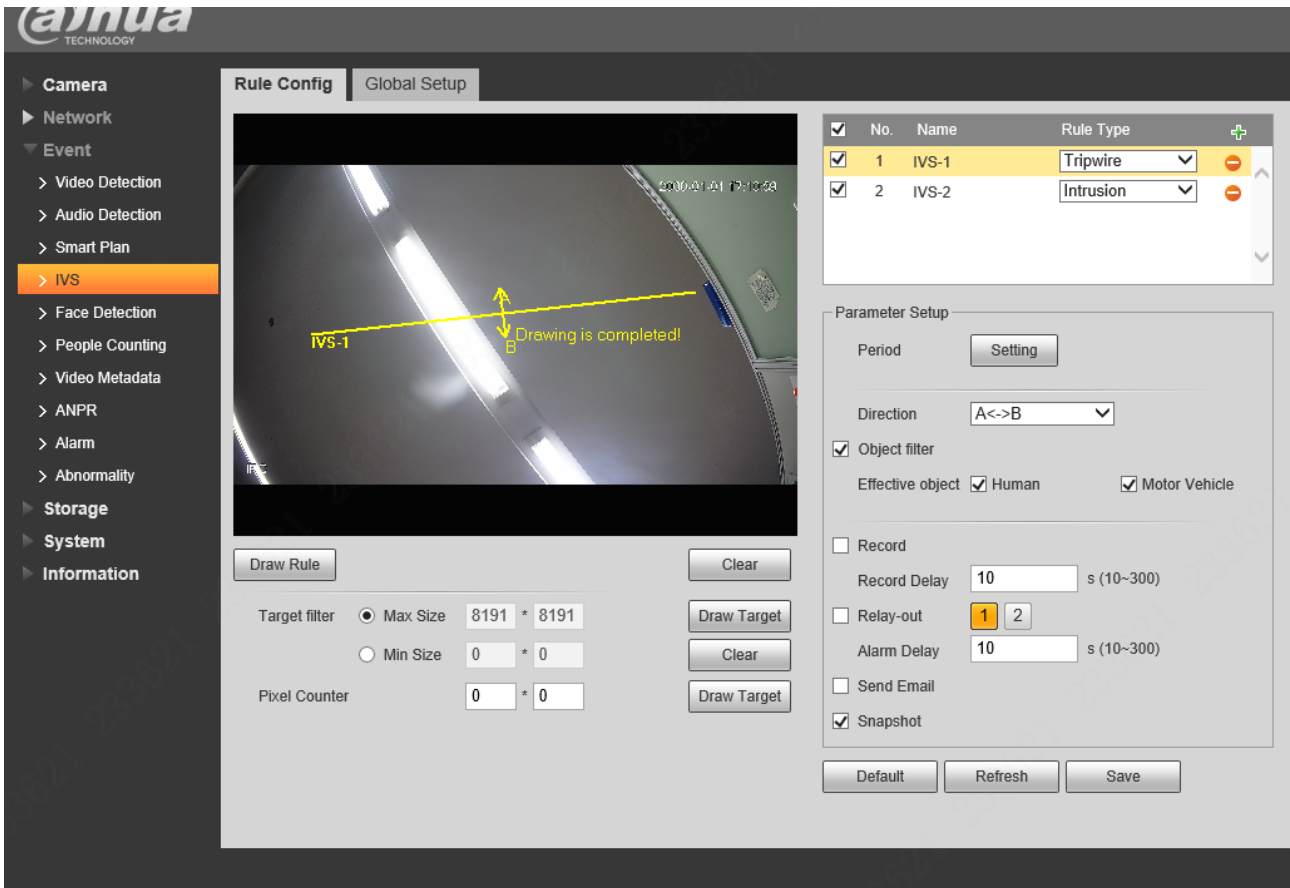 alhua
TECHNOLOGY
Camera
Network
Event
Video Detection
Audio Detection
Smart Plan
IVS
Face Detection
People Counting
Video Metadata
ANPR
Alarm
Abnormality
Storage
System
Information
Rule Config Global Setup
A
IVS-1
Drawing is completed!
B
IPC
Draw Rule Clear
Target filter Max Size 8191 * 8191 Draw Target
Min Size 0 * 0 Clear
Pixel Counter 0 * 0 Draw Target
No. Name Rule Type
1 IVS-1 Tripwire
2 IVS-2 Intrusion
Parameter Setup
Period Setting
Direction A<->B
Object filter
Effective object Human Motor Vehicle
Record
Record Delay 10 s (10~300)
Relay-out 1 2
Alarm Delay 10 s (10~300)
Send Email
Snapshot
Default Refresh Save
233621